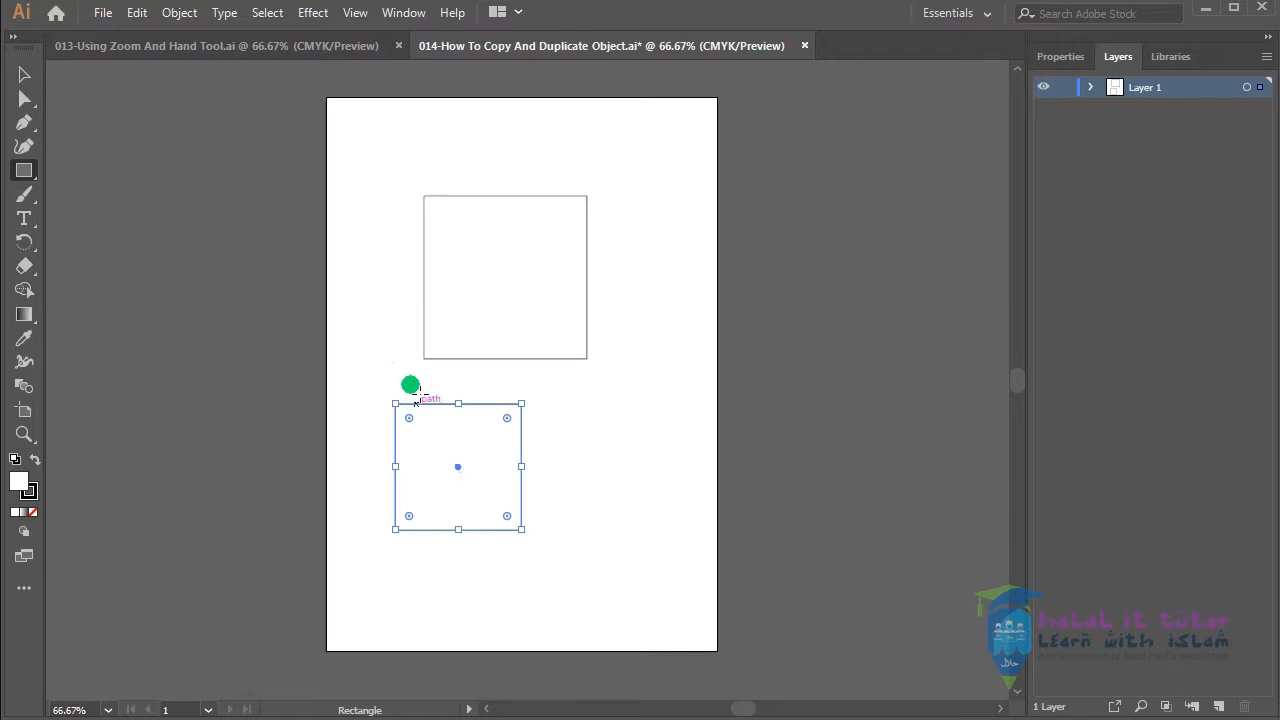 Ai File Edit Object Type Select Effect View Window Help Essentials Search Adobe Stock
013-Using Zoom And Hand Tool.ai @ 66.67% (CMYK/Preview) 014-How To Copy And Duplicate Object.ai* @ 66.67% (CMYK/Preview)
Properties Layers Libraries
Layer 1
path
halal it tutor
Learn with islam
حلال
66.67% 1 Rectangle 1 Layer